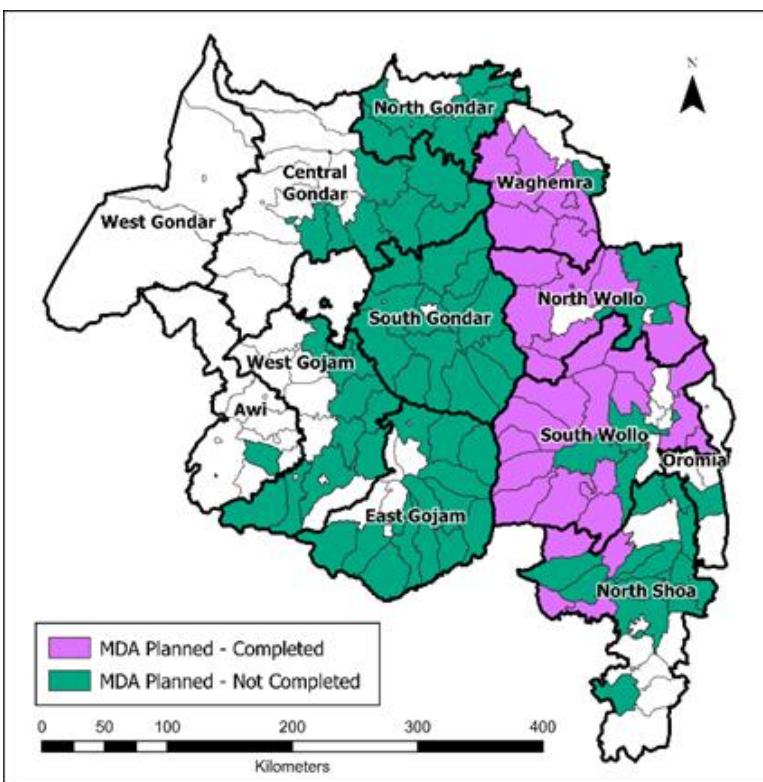 N
North Gondar
Central
Gondar
Waghemra
West Gondar
North Wollo
South Gondar
West Gojam
Awi
South Wollo
Oromia
East Gojam
North Shoa
MDA Planned - Completed
MDA Planned - Not Completed
0 50 100 200 300 400
Kilometers